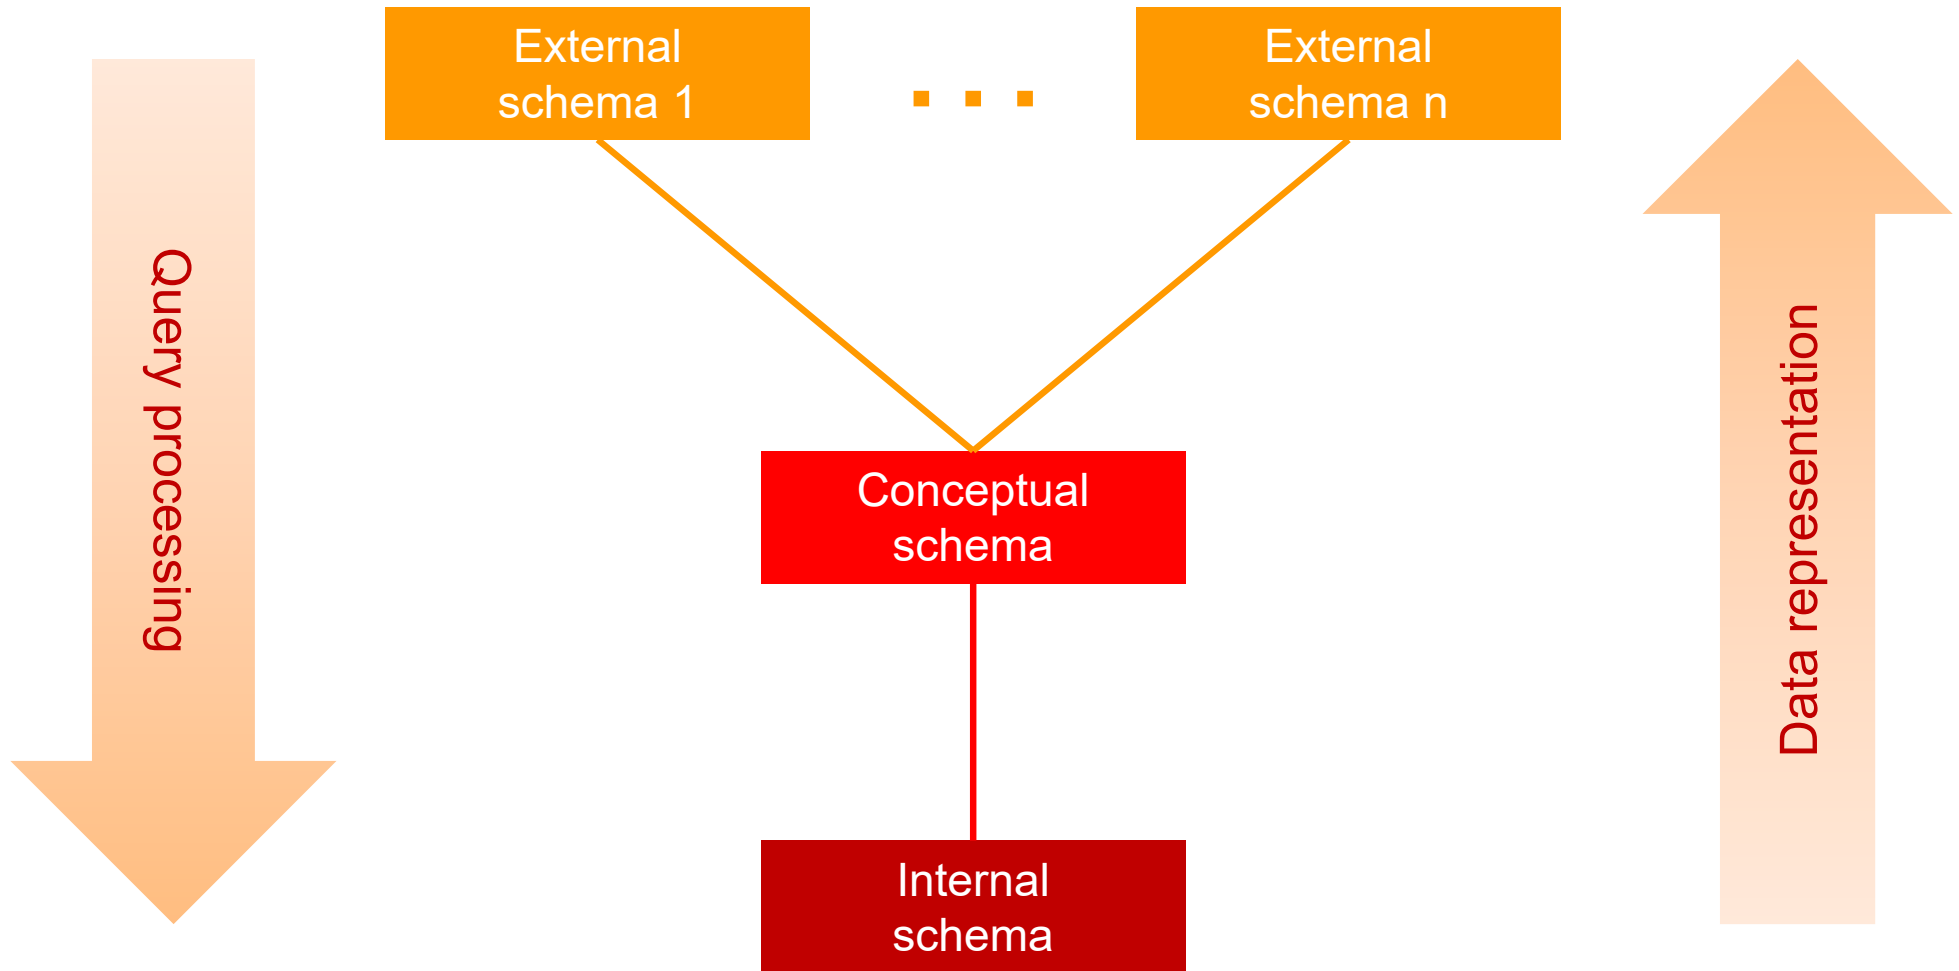 External
schema 1
. . .
External
schema n
Query processing
Data representation
Conceptual
schema
Internal
schema